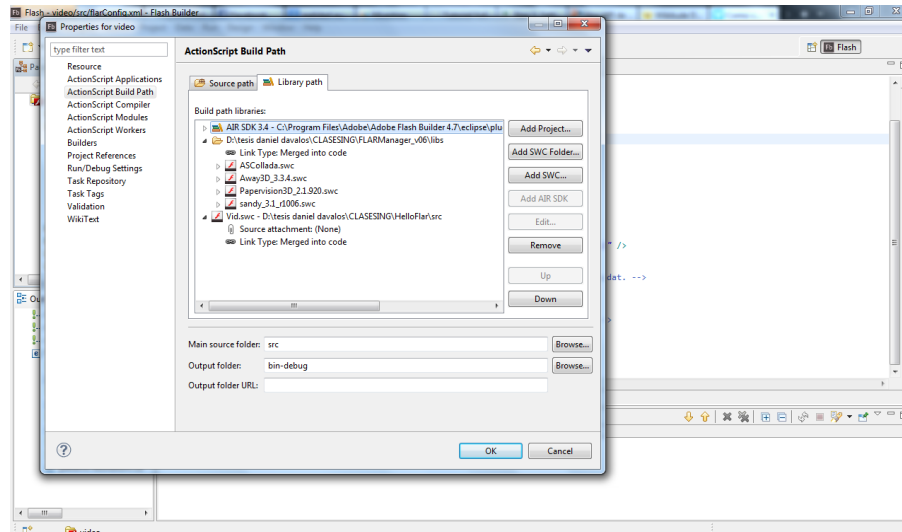 Flash - video/src/flarConfig.xml - Flash Builder
File
Properties for video
type filter text
Resource
ActionScript Applications
ActionScript Build Path
ActionScript Compiler
ActionScript Modules
ActionScript Workers
Builders
Project References
Run/Debug Settings
Task Repository
Task Tags
Validation
WikiText
ActionScript Build Path
Source path
Library path
Build path libraries:
AIR SDK 3.4 - C:\Program Files\Adobe\Adobe Flash Builder 4.7\eclipse\plu
D:\tesis daniel davalos\CLASESING\FLARManager_v06\libs
Link Type: Merged into code
ASCollada.swc
Away3D_3.3.4.swc
Papervision3D_2.1.920.swc
sandy_3.1_r1006.swc
Vid.swc - D:\tesis daniel davalos\CLASESING\HelloFlar\src
Source attachment: (None)
Link Type: Merged into code
Add Project...
Add SWC Folder...
Add SWC...
Add AIR SDK
Edit...
Remove
Up
Down
Main source folder: src
Browse...
Output folder: bin-debug
Browse...
Output folder URL:
OK
Cancel
Fb Flash
Pa
Ou
" />
dat. -->
>
video